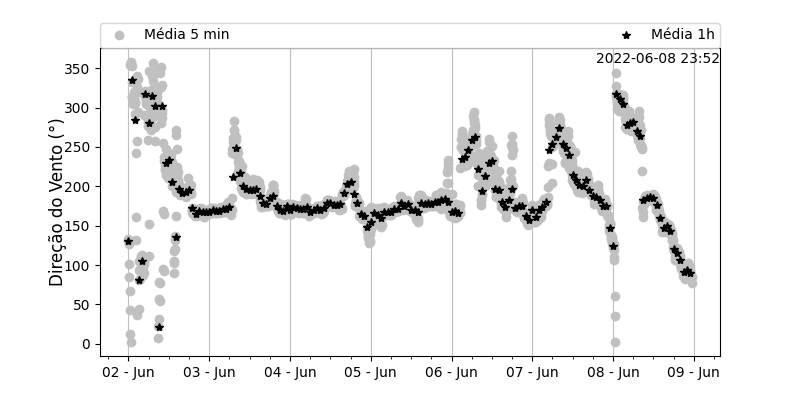 Média 5 min
Média 1h
2022-06-08 23:52
Direção do Vento (°)
350
300
250
200
150
100
50
0
02 - Jun
03 - Jun
04 - Jun
05 - Jun
06 - Jun
07 - Jun
08 - Jun
09 - Jun